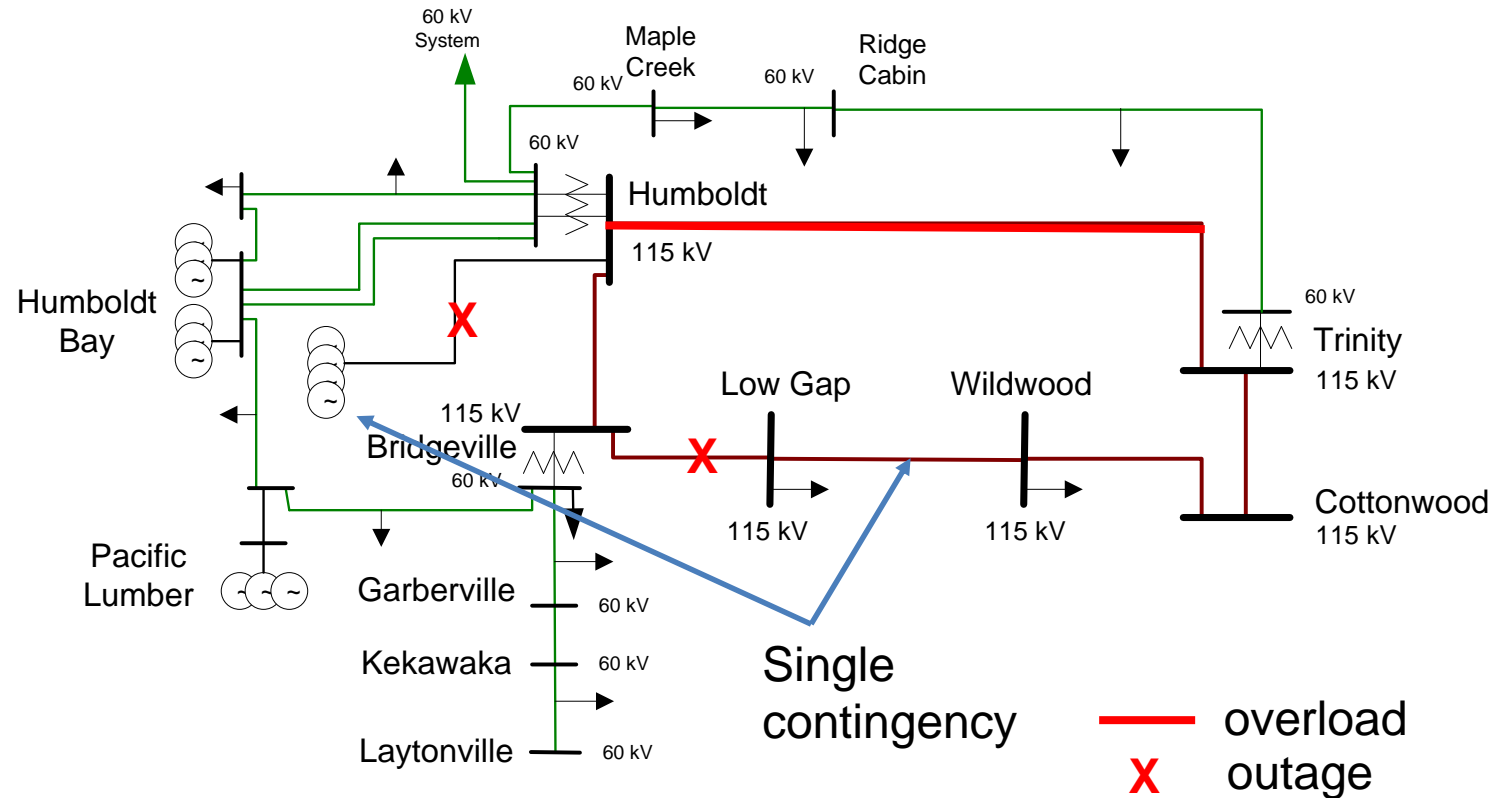 60 kV
System
Maple
Creek
60 kV
Ridge
Cabin
60 kV
60 kV
Humboldt
115 kV
Humboldt
Bay
~
~
~
60 kV
Trinity
115 kV
Low Gap
Wildwood
115 kV
Bridgeville
60 kV
115 kV
115 kV
Cottonwood
115 kV
Pacific
Lumber
~
~
~
Garberville
60 kV
Kekawaka
60 kV
Laytonville
60 kV
Single
contingency
overload
X
X
X
outage